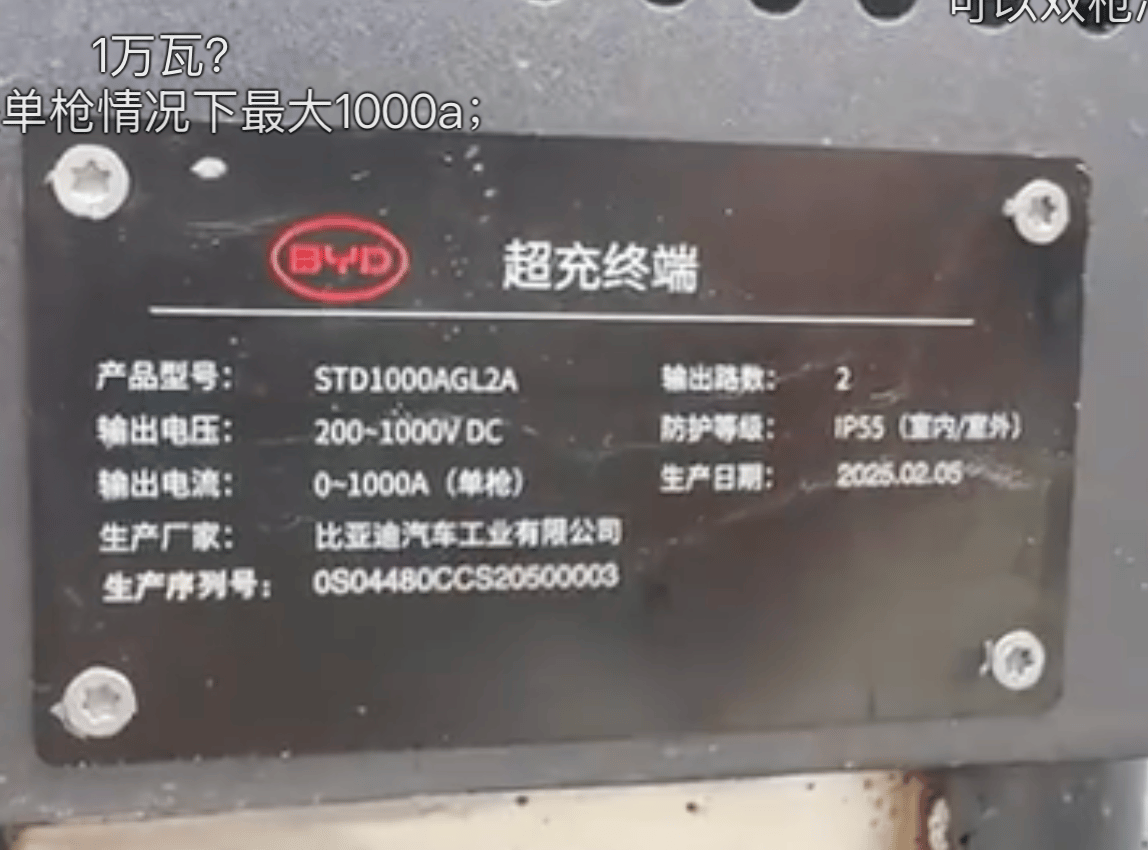 可以双枪
1万瓦?
单枪情况下最大1000a;
BYD 超充终端
产品型号: STD1000AGL2A 输出路数: 2
输出电压: 200~1000V DC 防护等级: IP55（室内/室外）
输出电流: 0~1000A（单枪） 生产日期: 2025.02.05
生产厂家: 比亚迪汽车工业有限公司
生产序列号: 0S04480CCS20500003